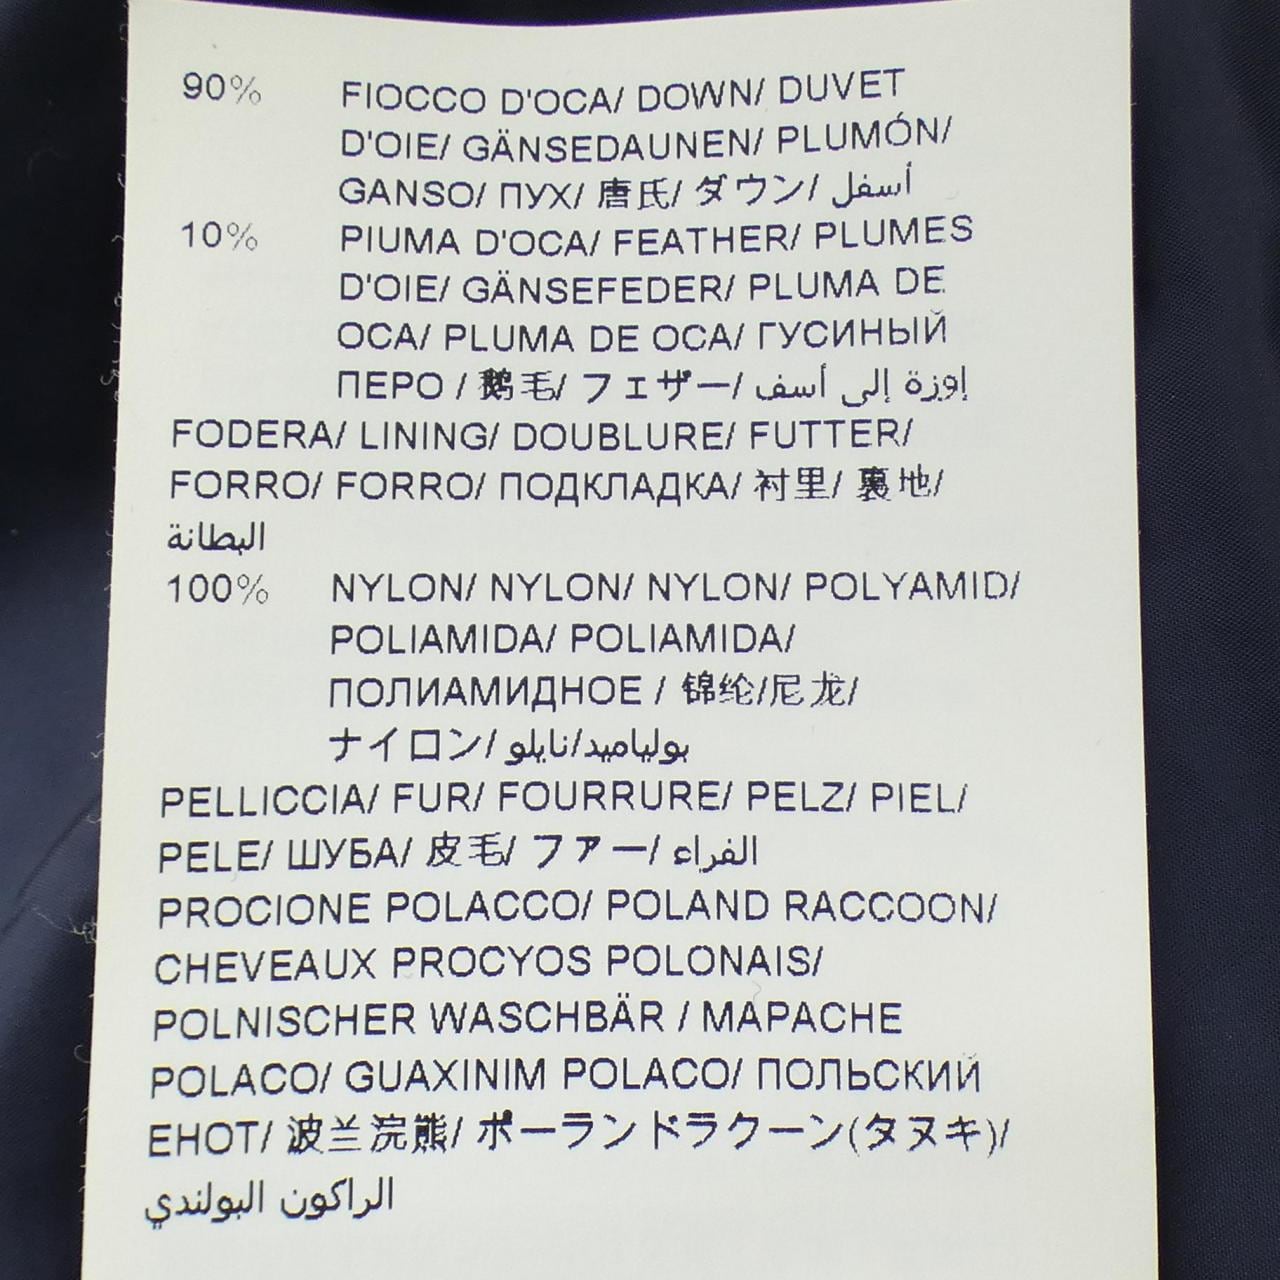 90% FIOCCO D'OCA/ DOWN/ DUVET
D'OIE/ GÄNSEDAUNEN/ PLUMÓN/
GANSO/ ПУХ/ 唐氏/ ダウン/ أسفل
10% PIUMA D'OCA/ FEATHER/ PLUMES
D'OIE/ GÄNSEFEDER/ PLUMA DE
OCA/ PLUMA DE OCA/ ГУСИНЫЙ
ПЕРО / 鹅毛/ フェザー/ إوزة إلى أسف
FODERA/ LINING/ DOUBLURE/ FUTTER/
FORRO/ FORRO/ ПОДКЛАДКА/ 衬里/ 裏地/
البطانة
100% NYLON/ NYLON/ NYLON/ POLYAMID/
POLIAMIDA/ POLIAMIDA/
ПОЛИАМИДНОЕ / 锦纶/尼龙/
ナイロン/ بولياميد/نايلو
PELLICCIA/ FUR/ FOURRURE/ PELZ/ PIEL/
PELE/ ШУБА/ 皮毛/ ファー/ الفراء
PROCIONE POLACCO/ POLAND RACCOON/
CHEVEAUX PROCYOS POLONAIS/
POLNISCHER WASCHBÄR / MAPACHE
POLACO/ GUAXINIM POLACO/ ПОЛЬСКИЙ
ЕНОТ/ 波兰浣熊/ ポーランドラクーン(タヌキ)/
الراكون البولندي